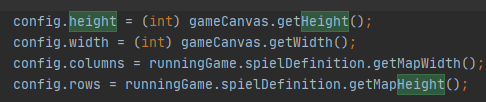 config.height = (int) gameCanvas.getHeight();
config.width = (int) gameCanvas.getWidth();
config.columns = runningGame.spielDefinition.getMapWidth();
config.rows = runningGame.spielDefinition.getMapHeight();